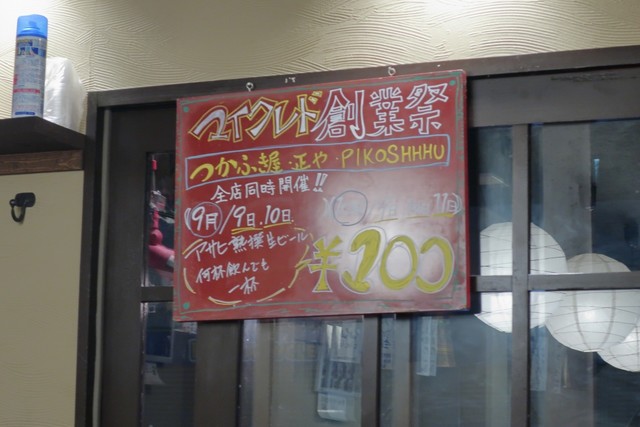 マイクレド創業祭
つかふ握・正や・PIKOSHHHU
全店同時開催!!
9月/9日.10日. 11日
アサヒ熟撰生ビール
何杯飲んでも
一杯
¥200